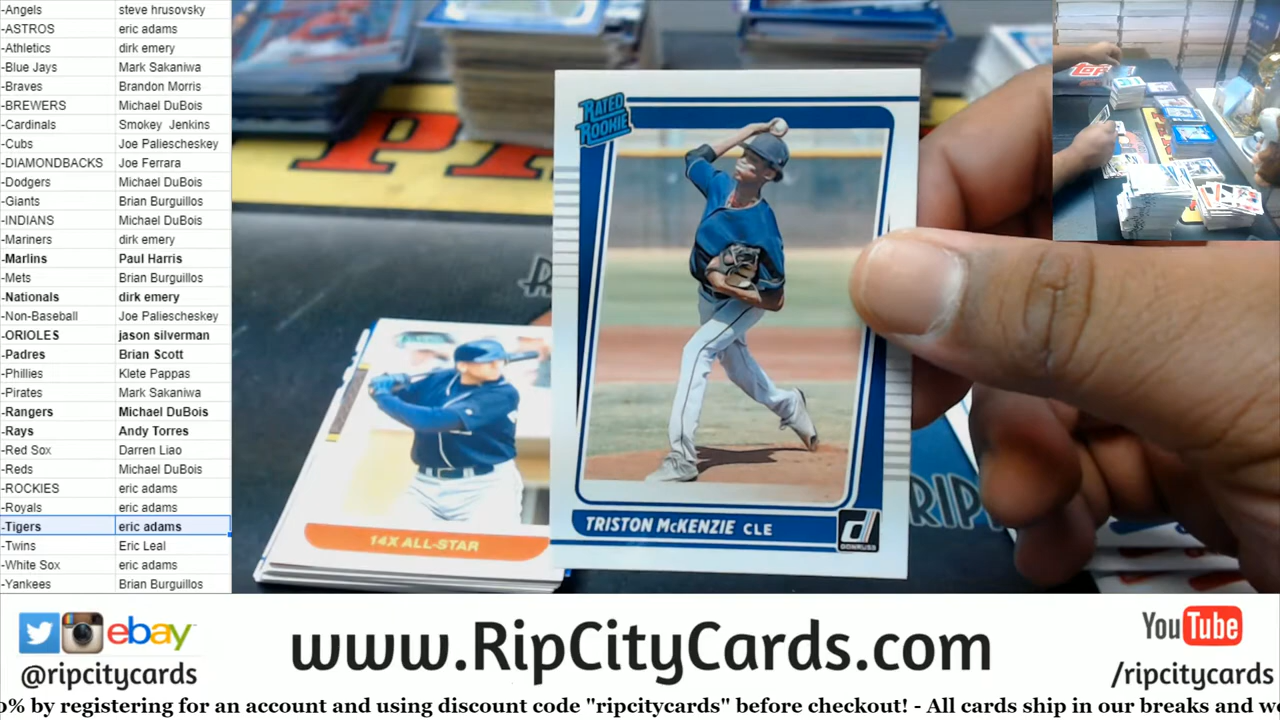 -Angels steve hrusovsky
-ASTROS eric adams
-Athletics dirk emery
-Blue Jays Mark Sakaniwa
-Braves Brandon Morris
-BREWERS Michael DuBois
-Cardinals Smokey Jenkins
-Cubs Joe Paliescheskey
-DIAMONDBACKS Joe Ferrara
-Dodgers Michael DuBois
-Giants Brian Burguillos
-INDIANS Michael DuBois
-Mariners dirk emery
-Marlins Paul Harris
-Mets Brian Burguillos
-Nationals dirk emery
-Non-Baseball Joe Paliescheskey
-ORIOLES jason silverman
-Padres Brian Scott
-Phillies Klete Pappas
-Pirates Mark Sakaniwa
-Rangers Michael DuBois
-Rays Andy Torres
-Red Sox Darren Liao
-Reds Michael DuBois
-ROCKIES eric adams
-Royals eric adams
-Tigers eric adams
-Twins Eric Leal
-White Sox eric adams
-Yankees Brian Burguillos
RATED ROOKIE
TRISTON McKENZIE CLE
DONRUSS
14X ALL-STAR
RIP
ebay
@ripcitycards
www.RipCityCards.com
YouTube
/ripcitycards
0% by registering for an account and using discount code "ripcitycards" before checkout! - All cards ship in our breaks and we